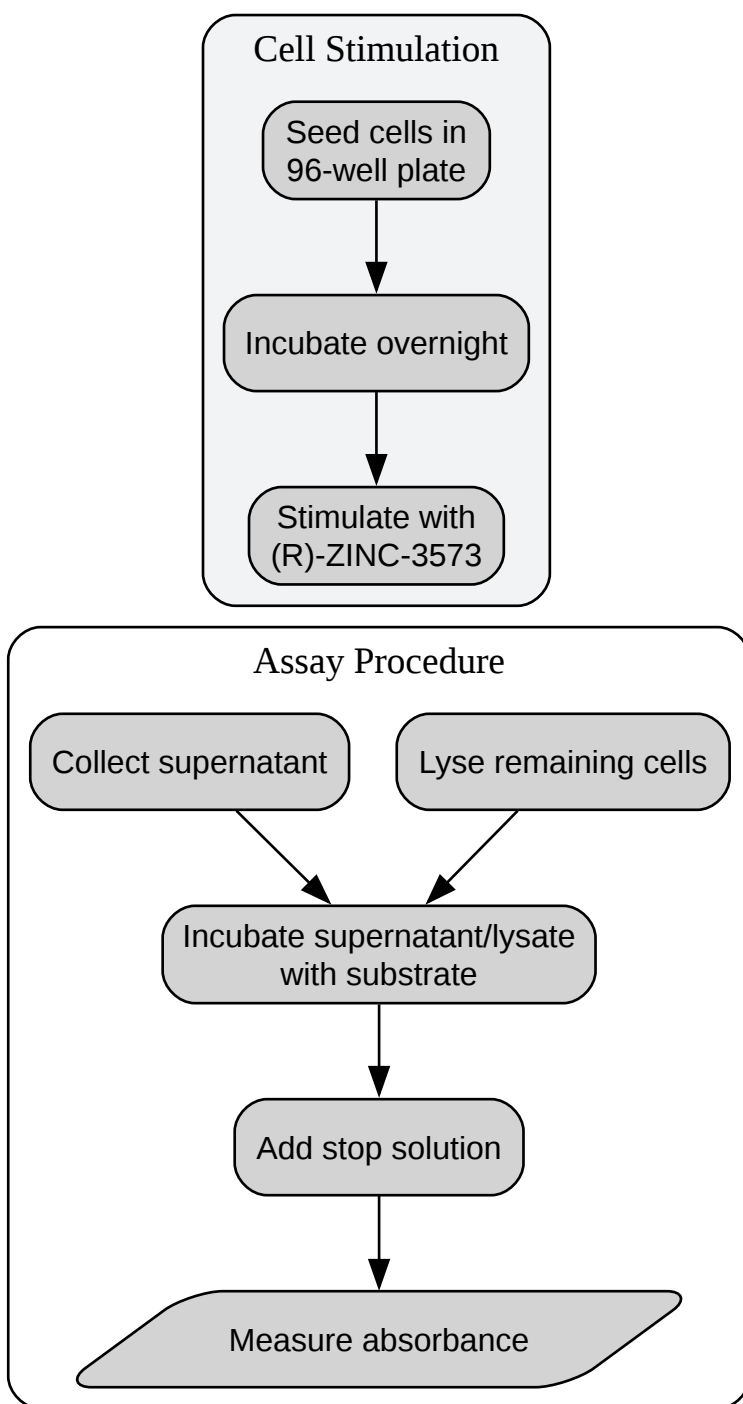 Cell Stimulation
Seed cells in
96-well plate
Incubate overnight
Stimulate with
(R)-ZINC-3573
Assay Procedure
Collect supernatant
Lyse remaining cells
Incubate supernatant/lysate
with substrate
Add stop solution
Measure absorbance